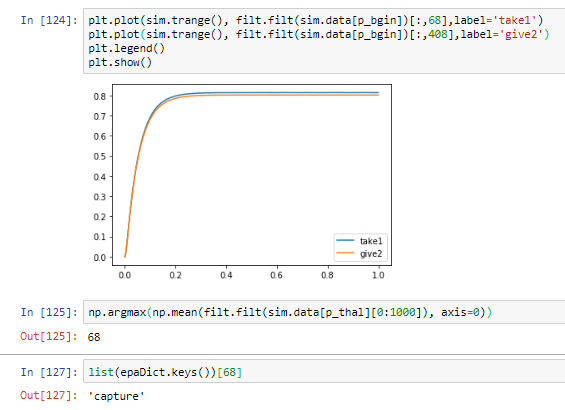 In [124]: plt.plot(sim.trange(), filt.filt(sim.data[p_bgin])[:,68],label='take1')
plt.plot(sim.trange(), filt.filt(sim.data[p_bgin])[:,408],label='give2')
plt.legend()
plt.show()
0.8
0.7
0.6
0.5
0.4
0.3
0.2
0.1
0.0
take1
give2
0.0 0.2 0.4 0.6 0.8 1.0
In [125]: np.argmax(np.mean(filt.filt(sim.data[p_thal][0:1000]), axis=0))
Out[125]: 68
In [127]: list(epaDict.keys())[68]
Out[127]: 'capture'